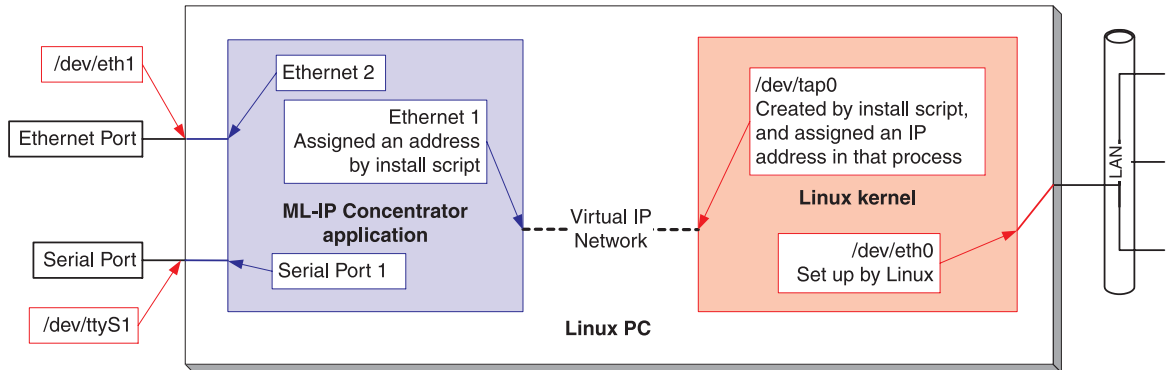 /dev/eth1
Ethernet Port
Serial Port
/dev/ttyS1
Ethernet 2
Ethernet 1
Assigned an address
by install script
ML-IP Concentrator
application
Serial Port 1
Virtual IP
Network
Linux PC
/dev/tap0
Created by install script,
and assigned an IP
address in that process
Linux kernel
/dev/eth0
Set up by Linux
LAN